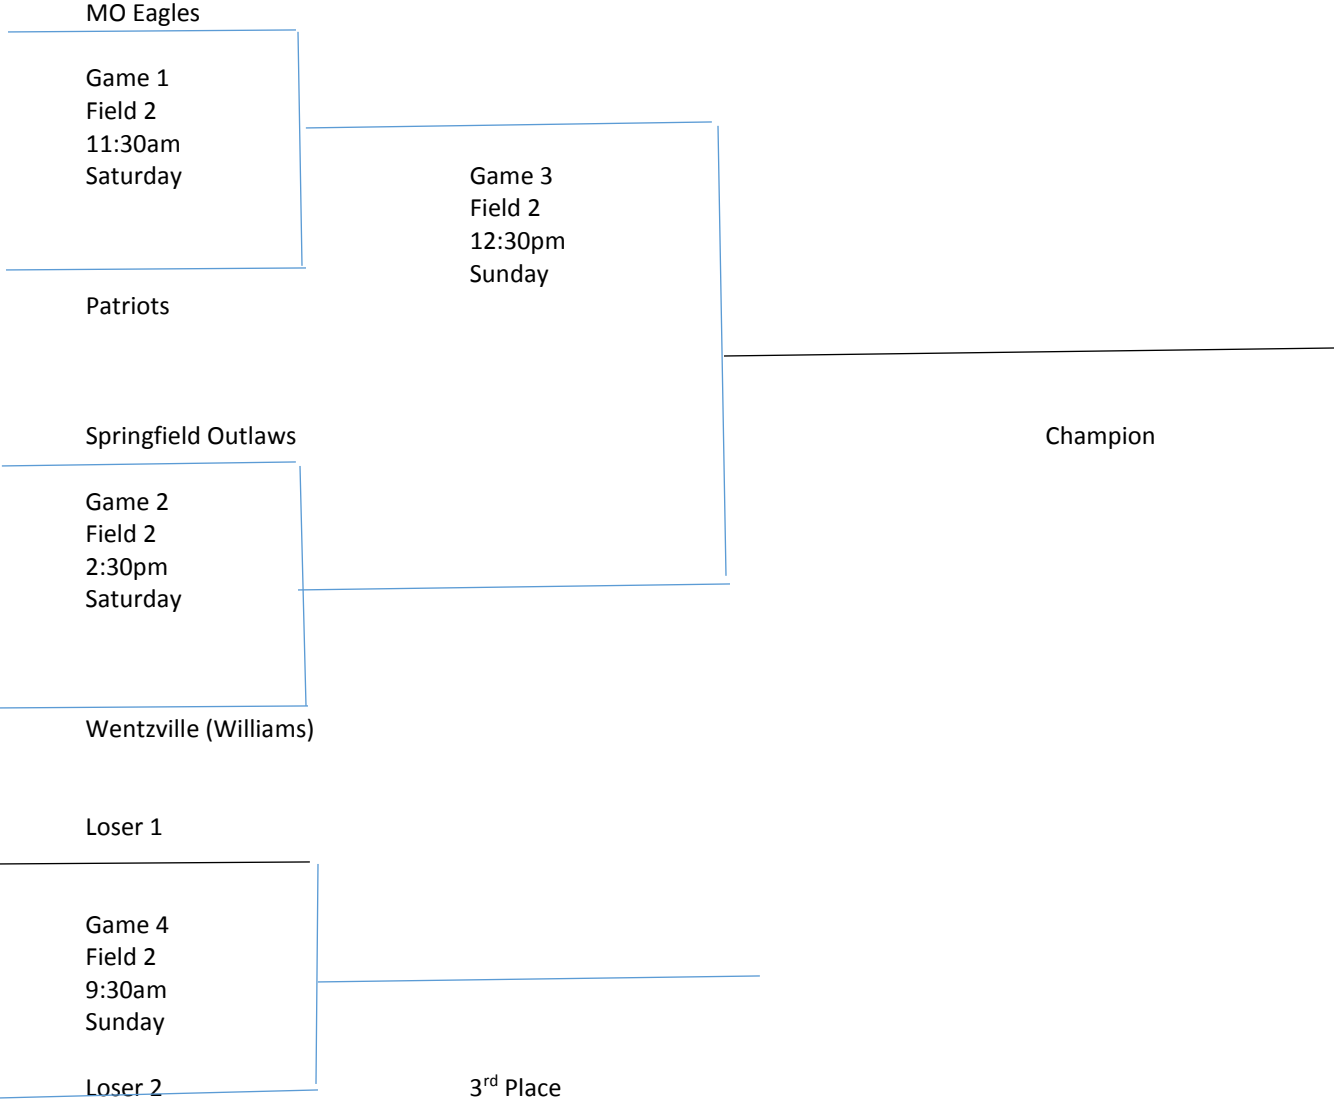 MO Eagles
Game 1
Field 2
11:30am
Saturday
Patriots
Game 3
Field 2
12:30pm
Sunday
Springfield Outlaws
Game 2
Field 2
2:30pm
Saturday
Wentzville (Williams)
Champion
Loser 1
Game 4
Field 2
9:30am
Sunday
Loser 2
3rd Place